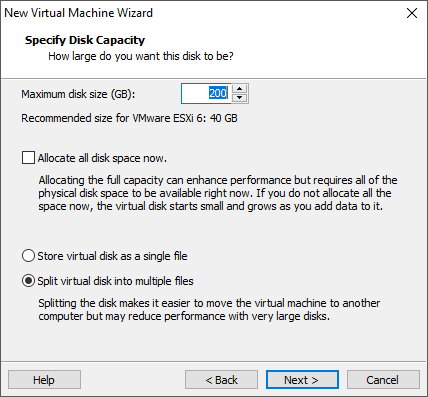 New Virtual Machine Wizard
Specify Disk Capacity
How large do you want this disk to be?
Maximum disk size (GB): 200
Recommended size for VMware ESXi 6: 40 GB
Allocate all disk space now.
Allocating the full capacity can enhance performance but requires all of the
physical disk space to be available right now. If you do not allocate all the
space now, the virtual disk starts small and grows as you add data to it.
Store virtual disk as a single file
Split virtual disk into multiple files
Splitting the disk makes it easier to move the virtual machine to another
computer but may reduce performance with very large disks.
Help < Back Next > Cancel